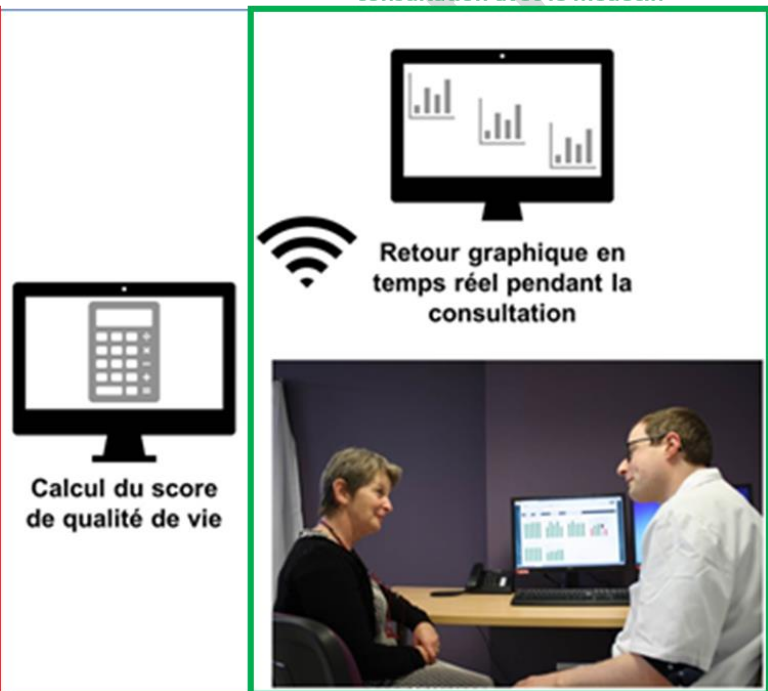 Calcul du score
de qualité de vie
Retour graphique en
temps réel pendant la
consultation